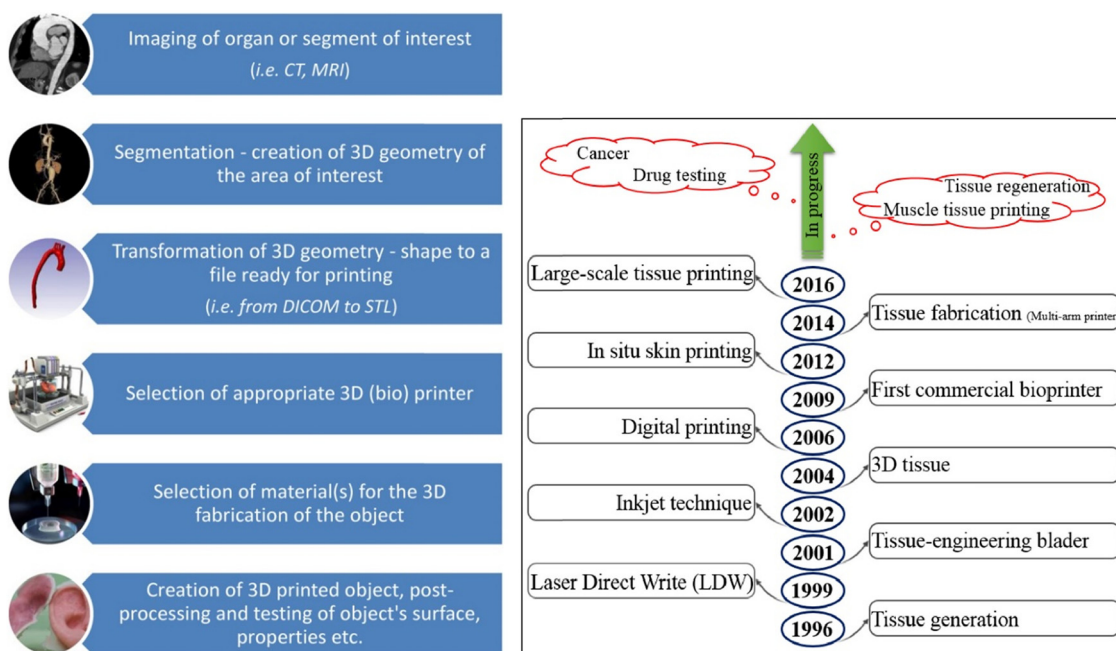 Imaging of organ or segment of interest
(i.e. CT, MRI)
Segmentation - creation of 3D geometry of
the area of interest
Transformation of 3D geometry - shape to a
file ready for printing
(i.e. from DICOM to STL)
Selection of appropriate 3D (bio) printer
Selection of material(s) for the 3D
fabrication of the object
Creation of 3D printed object, post-
processing and testing of object's surface,
properties etc.
Cancer
Drug testing
In progress
Tissue regeneration
Muscle tissue printing
Large-scale tissue printing
2016
2014
Tissue fabrication (Multi-arm printer
In situ skin printing
2012
2009
First commercial bioprinter
Digital printing
2006
2004
3D tissue
Inkjet technique
2002
2001
Tissue-engineering blader
Laser Direct Write (LDW)
1999
1996
Tissue generation